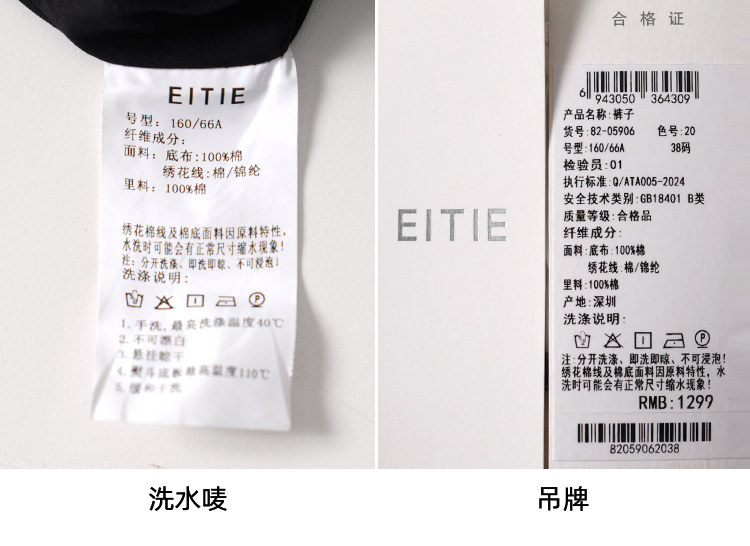 EITIE
号型：160/66A
纤维成分：
面料：底布：100%棉
绣花线：棉/锦纶
里料：100%棉
绣花棉线及棉底面料因原料特性，
水洗时可能会有正常尺寸缩水现象！
注：分开洗涤、即洗即晾、不可浸泡！
洗涤说明：
1. 手洗，最高洗涤温度40℃
2. 不可漂白
3. 悬挂晾干
4. 熨斗底板最高温度110℃
5. 缓和干洗
洗水唛
EITIE
合格证
6 943050 364309
产品名称:裤子
货号:82-05906 色号:20
号型:160/66A 38码
检验员:01
执行标准:Q/ATA005-2024
安全技术类别:GB18401 B类
质量等级:合格品
纤维成分:
面料:底布:100%棉
绣花线:棉/锦纶
里料:100%棉
产地:深圳
洗涤说明:
注:分开洗涤、即洗即晾、不可浸泡!
绣花棉线及棉底面料因原料特性，水
洗时可能会有正常尺寸缩水现象!
RMB:1299
82059062038
吊牌